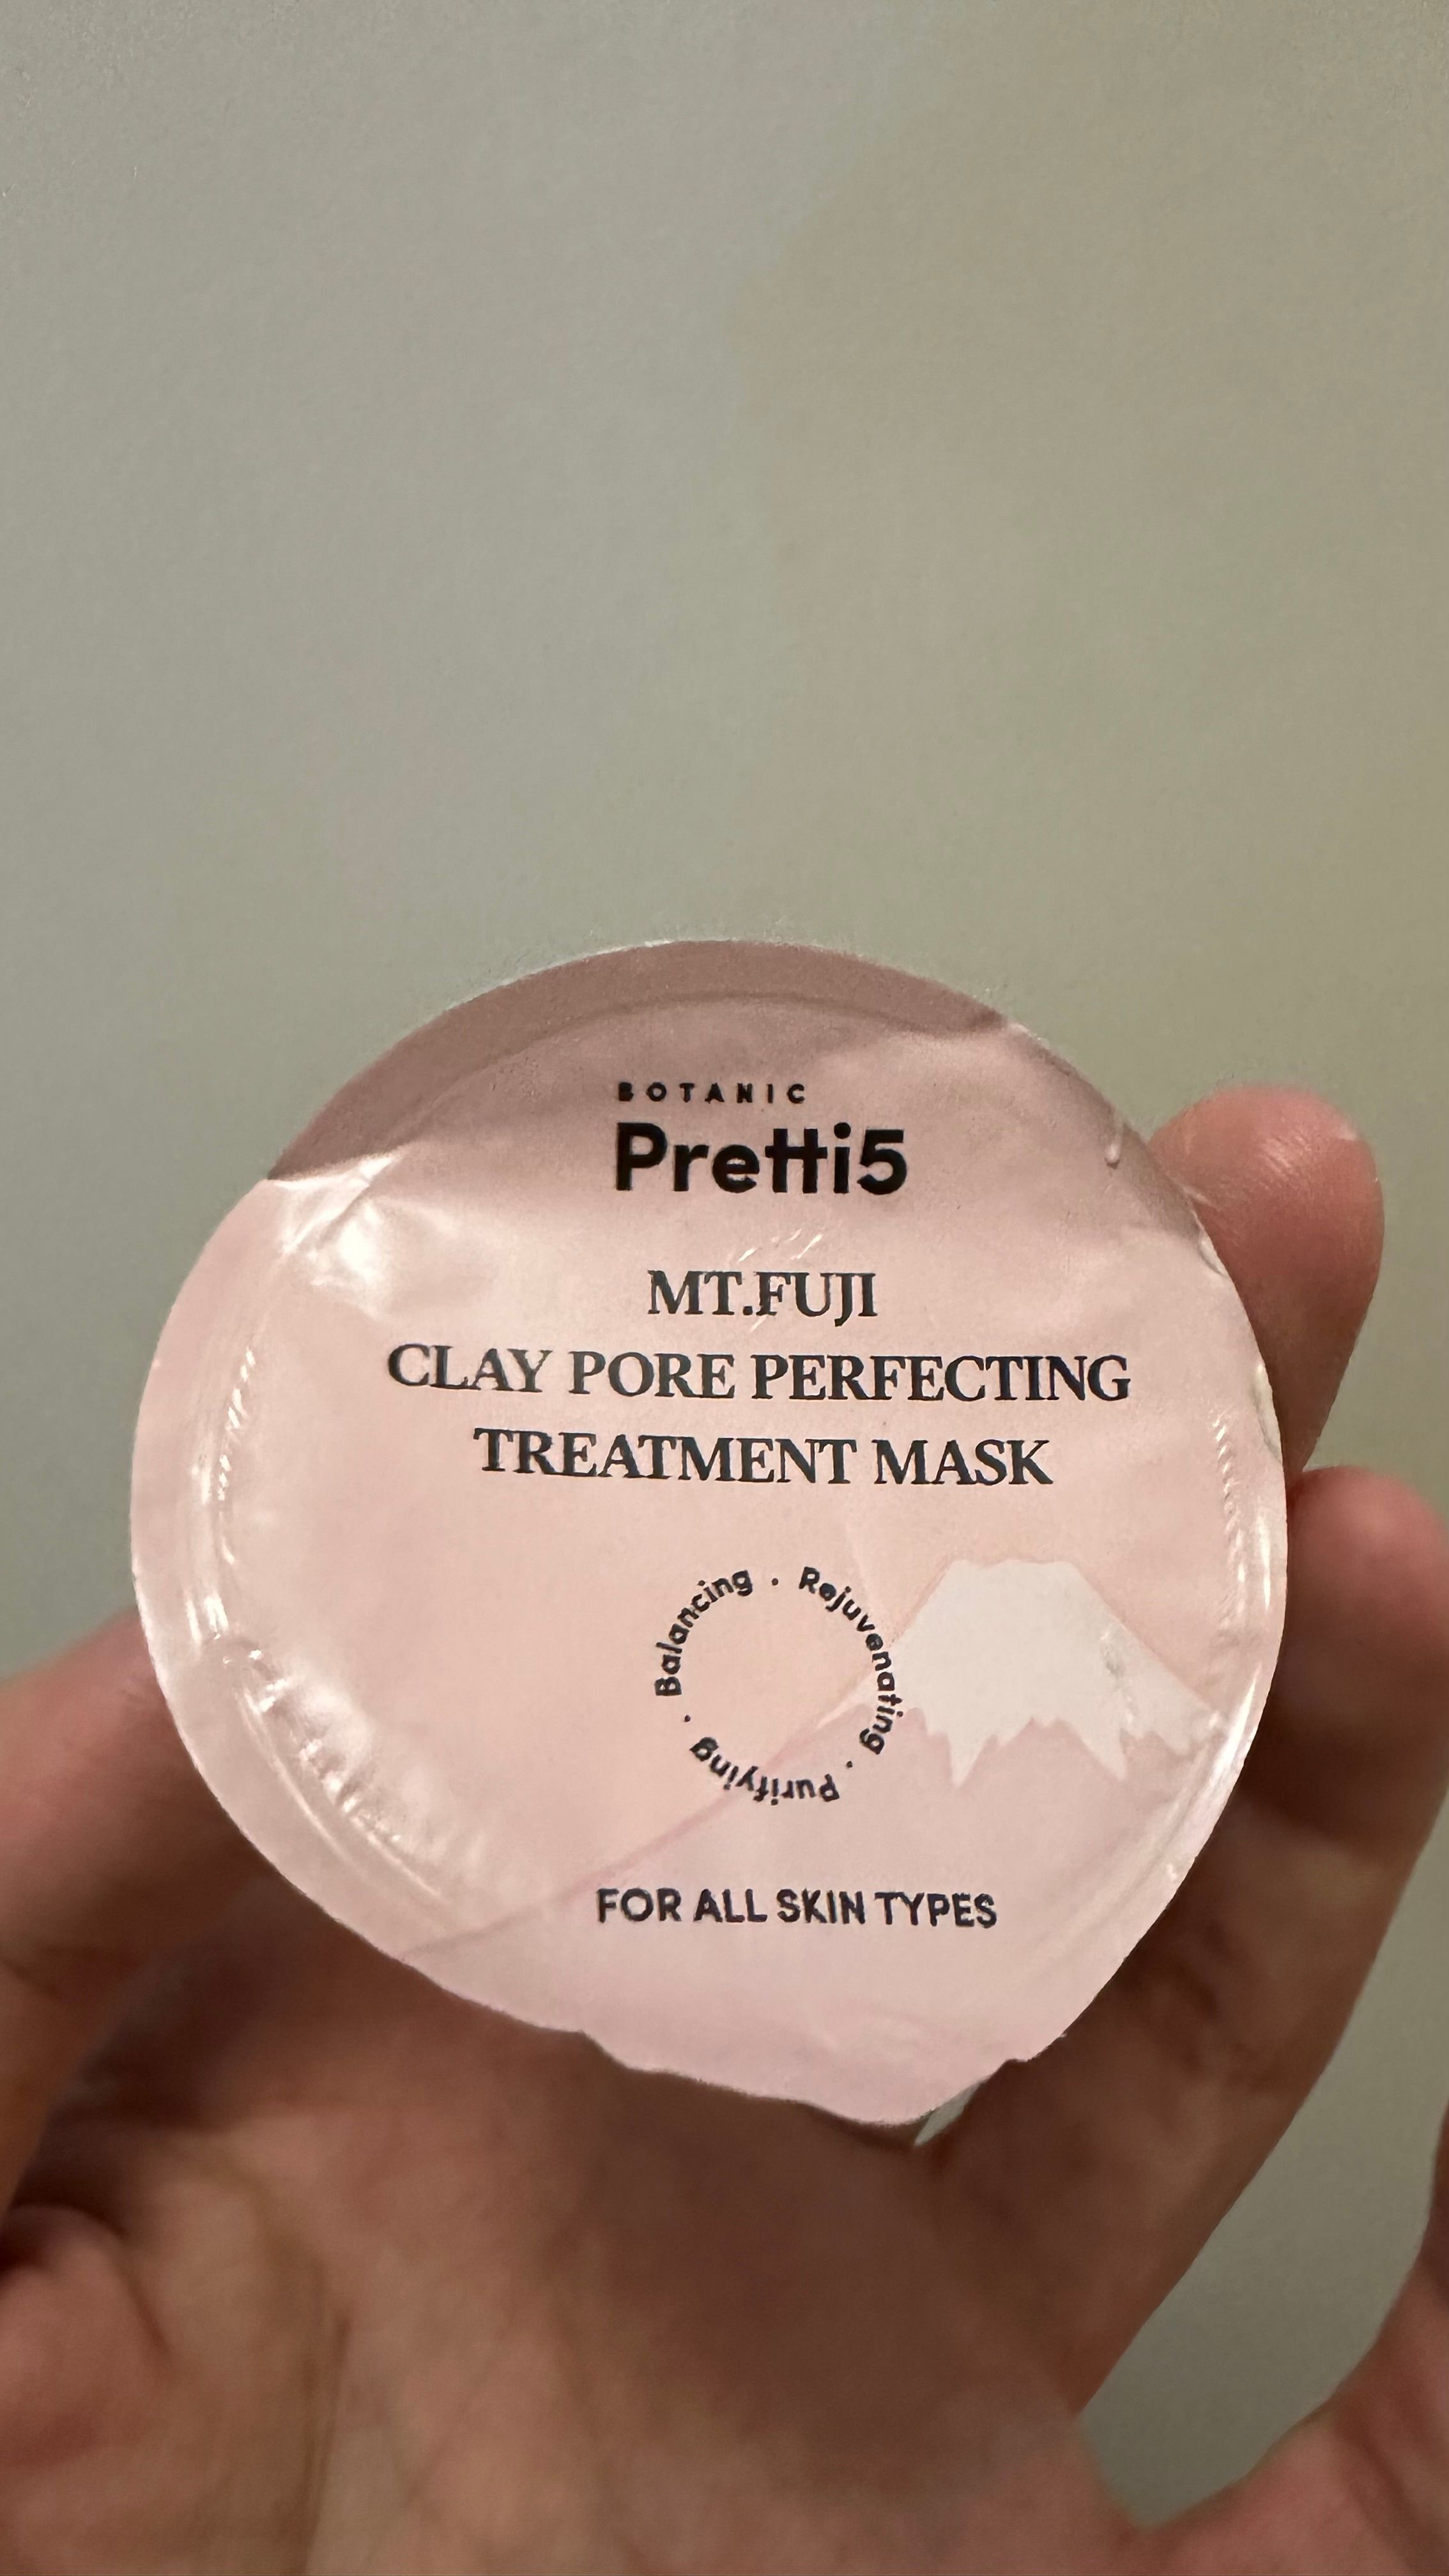 BOTANIC
Pretti5
MT.FUJI
CLAY PORE PERFECTING
TREATMENT MASK
Balancing · Rejuvenating · Purifying ·
FOR ALL SKIN TYPES